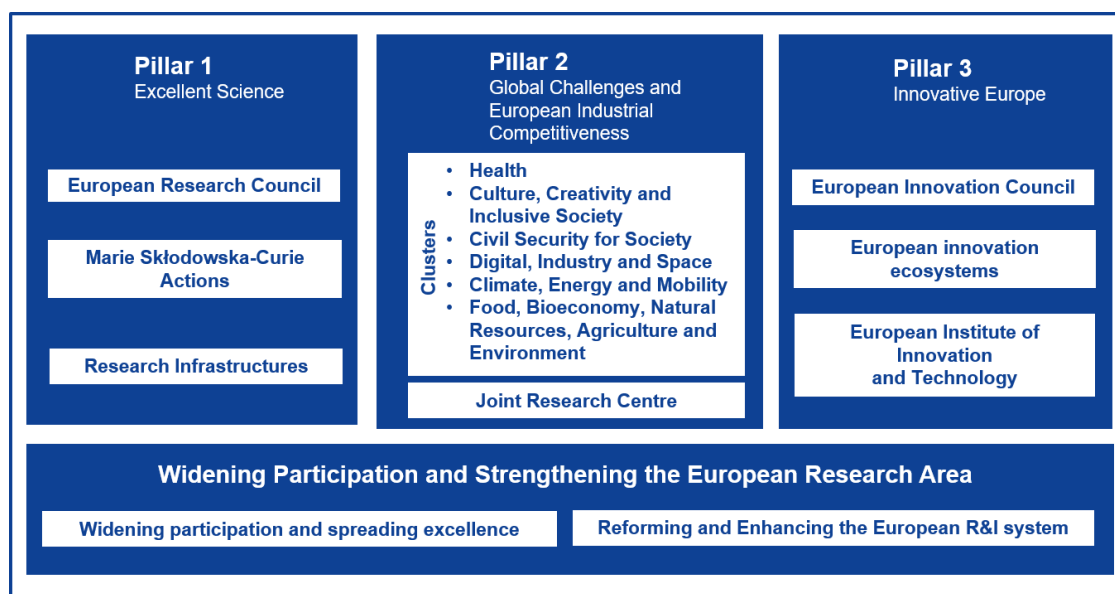 Pillar 1
Excellent Science
European Research Council
Marie Skłodowska-Curie
Actions
Research Infrastructures
Pillar 2
Global Challenges and
European Industrial
Competitiveness
Clusters
• Health
• Culture, Creativity and
Inclusive Society
• Civil Security for Society
• Digital, Industry and Space
• Climate, Energy and Mobility
• Food, Bioeconomy, Natural
Resources, Agriculture and
Environment
Joint Research Centre
Pillar 3
Innovative Europe
European Innovation Council
European innovation
ecosystems
European Institute of
Innovation
and Technology
Widening Participation and Strengthening the European Research Area
Widening participation and spreading excellence
Reforming and Enhancing the European R&I system